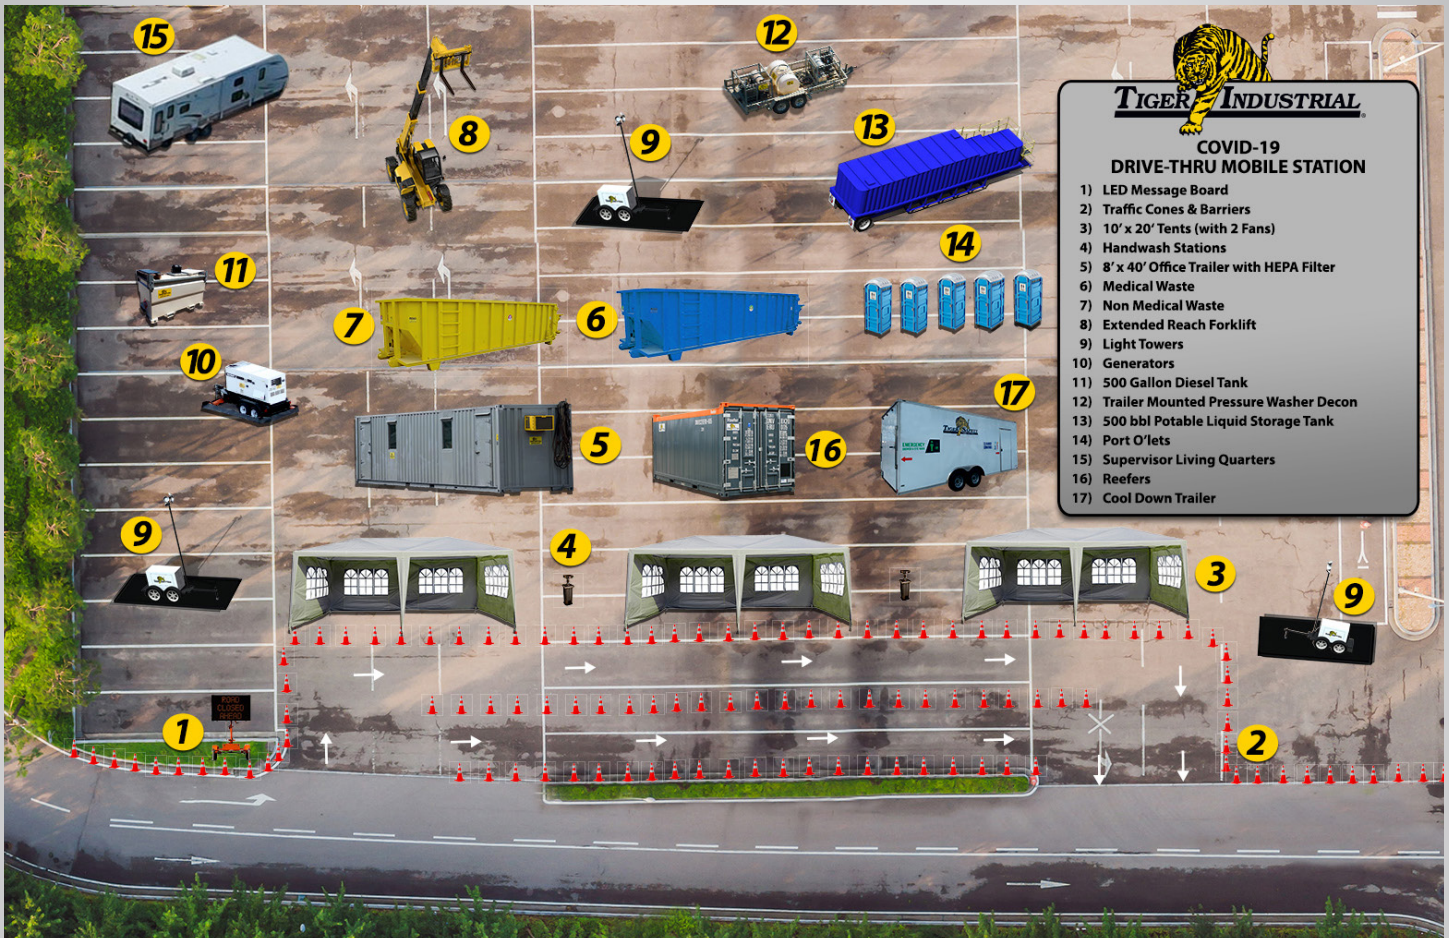 15
12
TIGER INDUSTRIAL
COVID-19
DRIVE-THRU MOBILE STATION
1) LED Message Board
2) Traffic Cones & Barriers
3) 10' x 20' Tents (with 2 Fans)
4) Handwash Stations
5) 8' x 40' Office Trailer with HEPA Filter
6) Medical Waste
7) Non Medical Waste
8) Extended Reach Forklift
9) Light Towers
10) Generators
11) 500 Gallon Diesel Tank
12) Trailer Mounted Pressure Washer Decon
13) 500 bbl Potable Liquid Storage Tank
14) Port O'lets
15) Supervisor Living Quarters
16) Reefers
17) Cool Down Trailer
8
9
13
14
11
7
6
10
17
5
16
9
4
3
9
1
2
ROAD
CLOSED
AHEAD
EMERGENCY